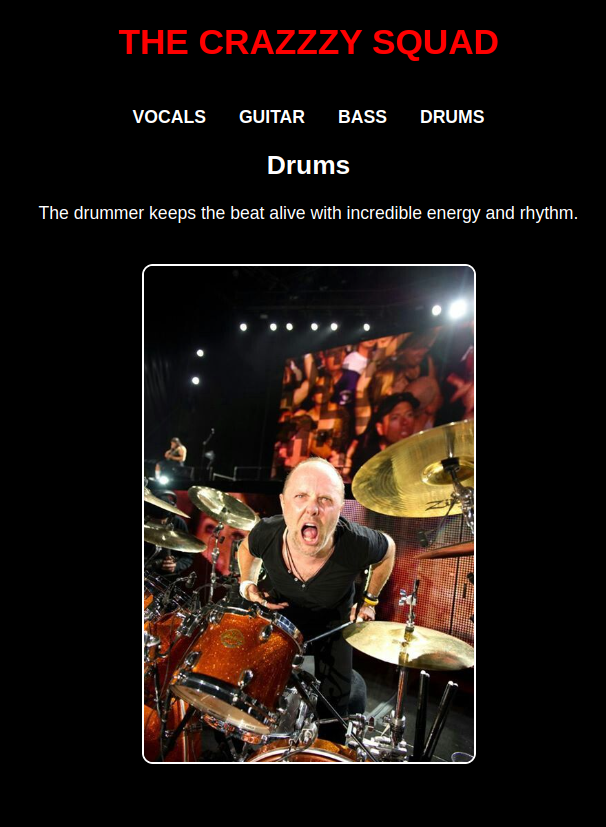 THE CRAZZZY SQUAD
VOCALS GUITAR BASS DRUMS
Drums
The drummer keeps the beat alive with incredible energy and rhythm.